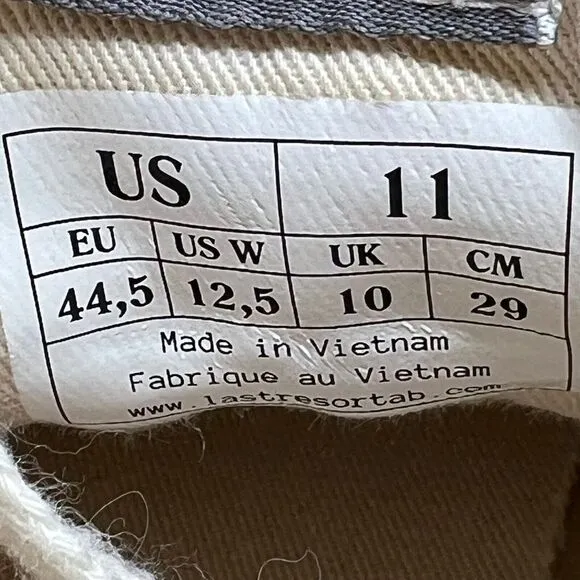 US 11
EU US W UK CM
44,5 12,5 10 29
Made in Vietnam
Fabrique au Vietnam
www.lastresortab.com